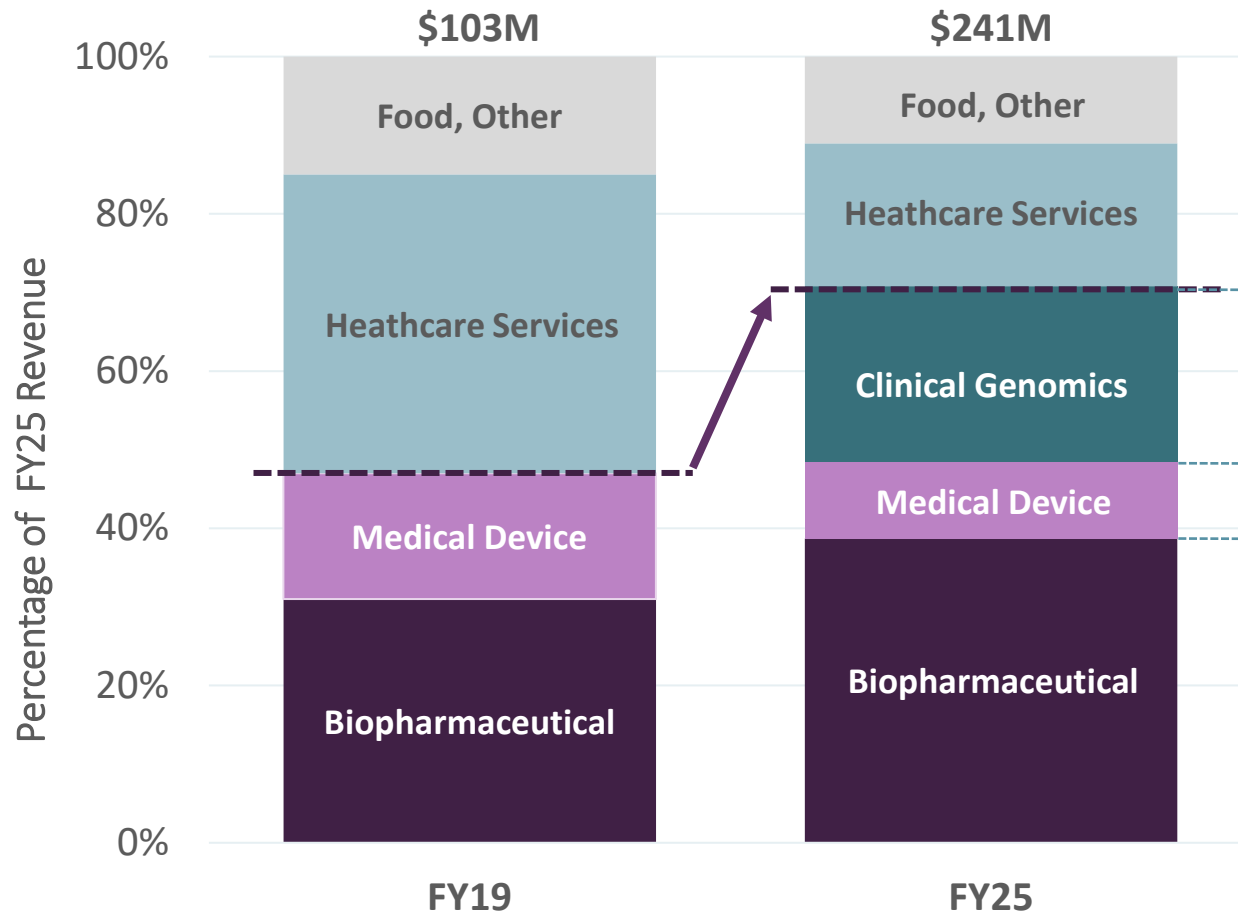 $103M
$241M
100%
80%
60%
40%
20%
0%
Percentage of FY25 Revenue
Food, Other
Heathcare Services
Medical Device
Biopharmaceutical
Food, Other
Heathcare Services
Clinical Genomics
Medical Device
Biopharmaceutical
FY19
FY25